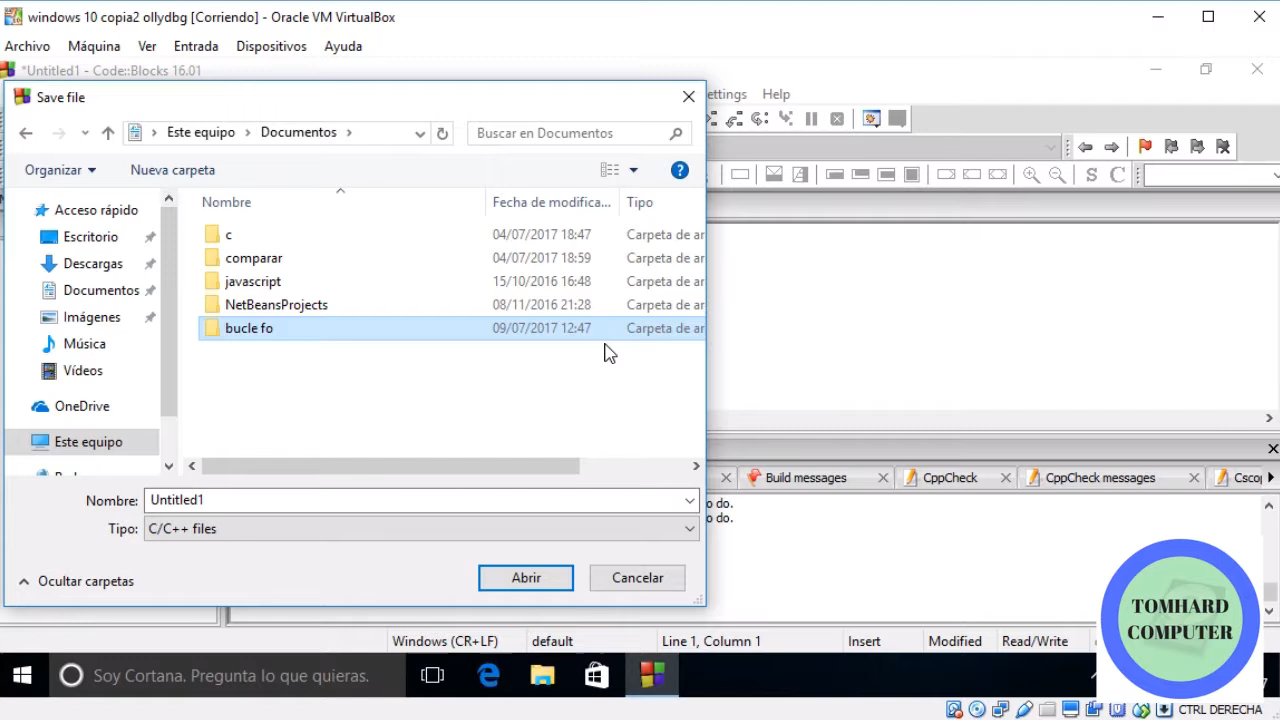 windows 10 copia2 ollydbg [Corriendo] - Oracle VM VirtualBox
Archivo Máquina Ver Entrada Dispositivos Ayuda
*Untitled1 - Code::Blocks 16.01
Save file
ettings Help
Este equipo Documentos
Buscar en Documentos
Organizar Nueva carpeta
Nombre Fecha de modifica... Tipo
Acceso rápido
Escritorio
Descargas
Documentos
Imágenes
Música
Vídeos
OneDrive
Este equipo
c 04/07/2017 18:47 Carpeta de ar
comparar 04/07/2017 18:59 Carpeta de ar
javascript 15/10/2016 16:48 Carpeta de ar
NetBeansProjects 08/11/2016 21:28 Carpeta de ar
bucle fo 09/07/2017 12:47 Carpeta de ar
S C
Nombre: Untitled1
Tipo: C/C++ files
Ocultar carpetas
Abrir Cancelar
Build messages CppCheck CppCheck messages Csco
o do.
o do.
Windows (CR+LF) default Line 1, Column 1 Insert Modified Read/Write
TOMHARD
COMPUTER
Soy Cortana. Pregunta lo que quieras.
CTRL DERECHA